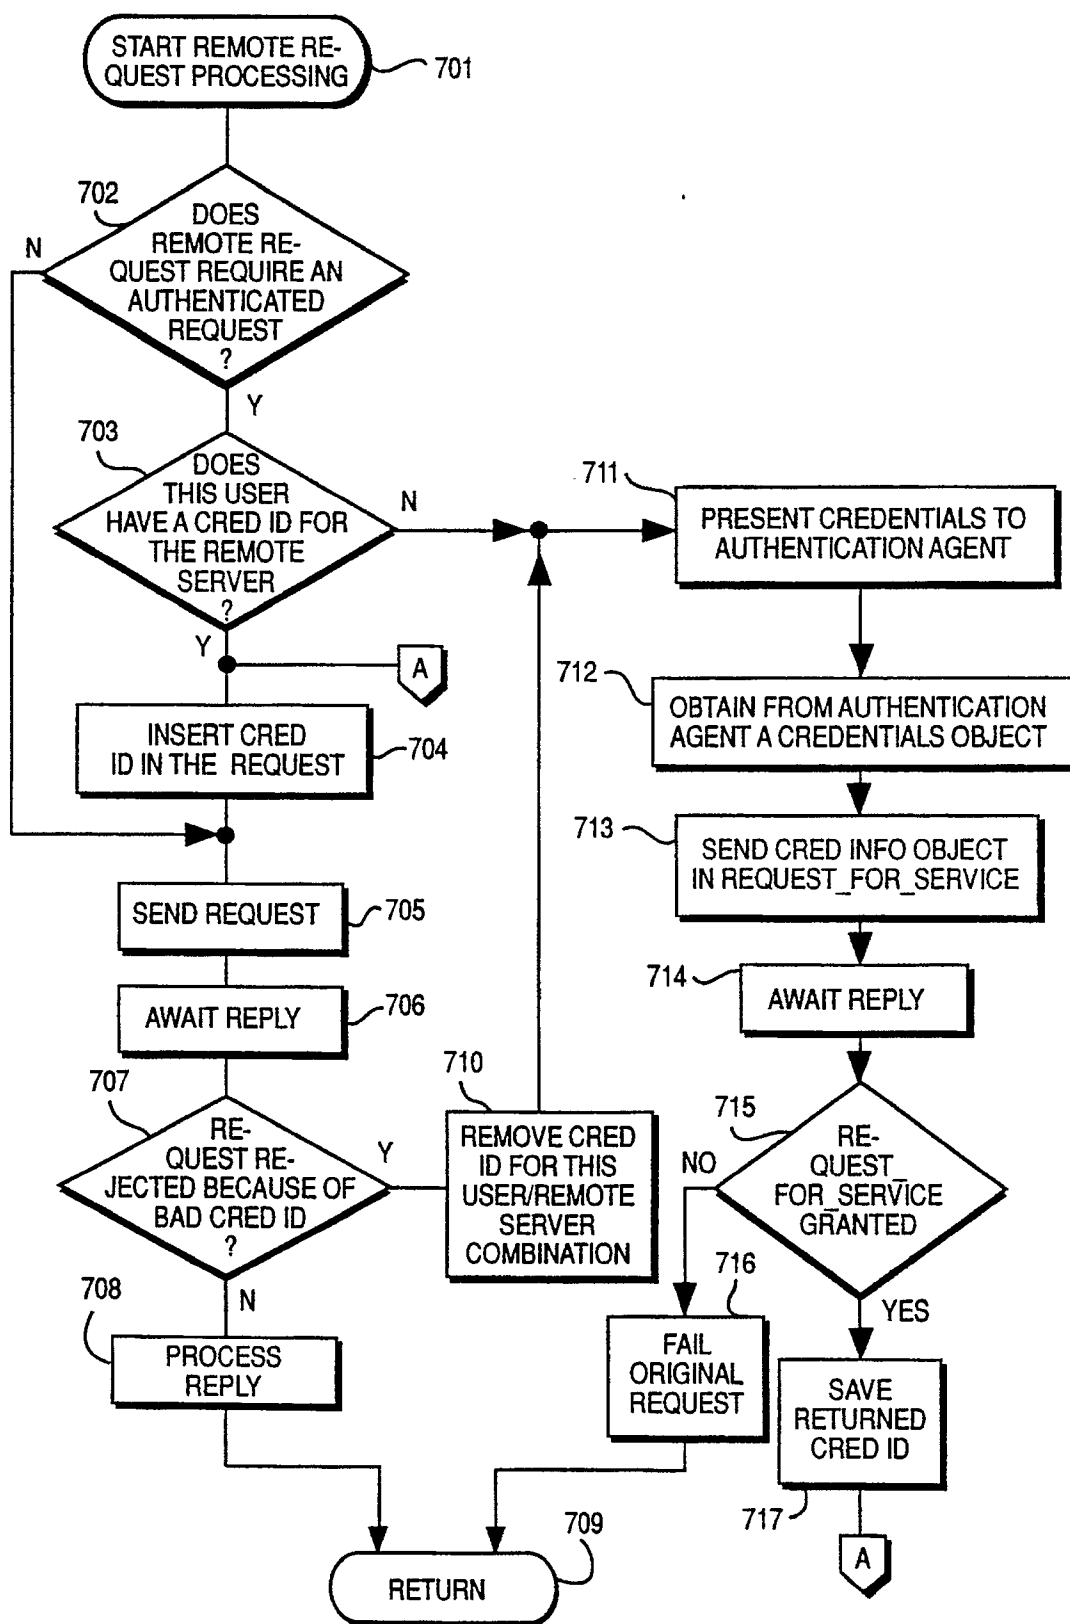 START REMOTE RE-
QUEST PROCESSING
701
702
DOES
REMOTE RE-
QUEST REQUIRE AN
AUTHENTICATED
REQUEST
?
N
Y
703
DOES
THIS USER
HAVE A CRED ID FOR
THE REMOTE
SERVER
?
N
Y
A
INSERT CRED
ID IN THE REQUEST
704
SEND REQUEST
705
AWAIT REPLY
706
707
RE-
QUEST RE-
JECTED BECAUSE OF
BAD CRED ID
?
Y
N
708
PROCESS
REPLY
710
REMOVE CRED
ID FOR THIS
USER/REMOTE
SERVER
COMBINATION
711
PRESENT CREDENTIALS TO
AUTHENTICATION AGENT
712
OBTAIN FROM AUTHENTICATION
AGENT A CREDENTIALS OBJECT
713
SEND CRED INFO OBJECT
IN REQUEST_FOR_SERVICE
714
AWAIT REPLY
715
RE-
QUEST_
FOR_SERVICE
GRANTED
NO
YES
716
FAIL
ORIGINAL
REQUEST
SAVE
RETURNED
CRED ID
717
A
709
RETURN